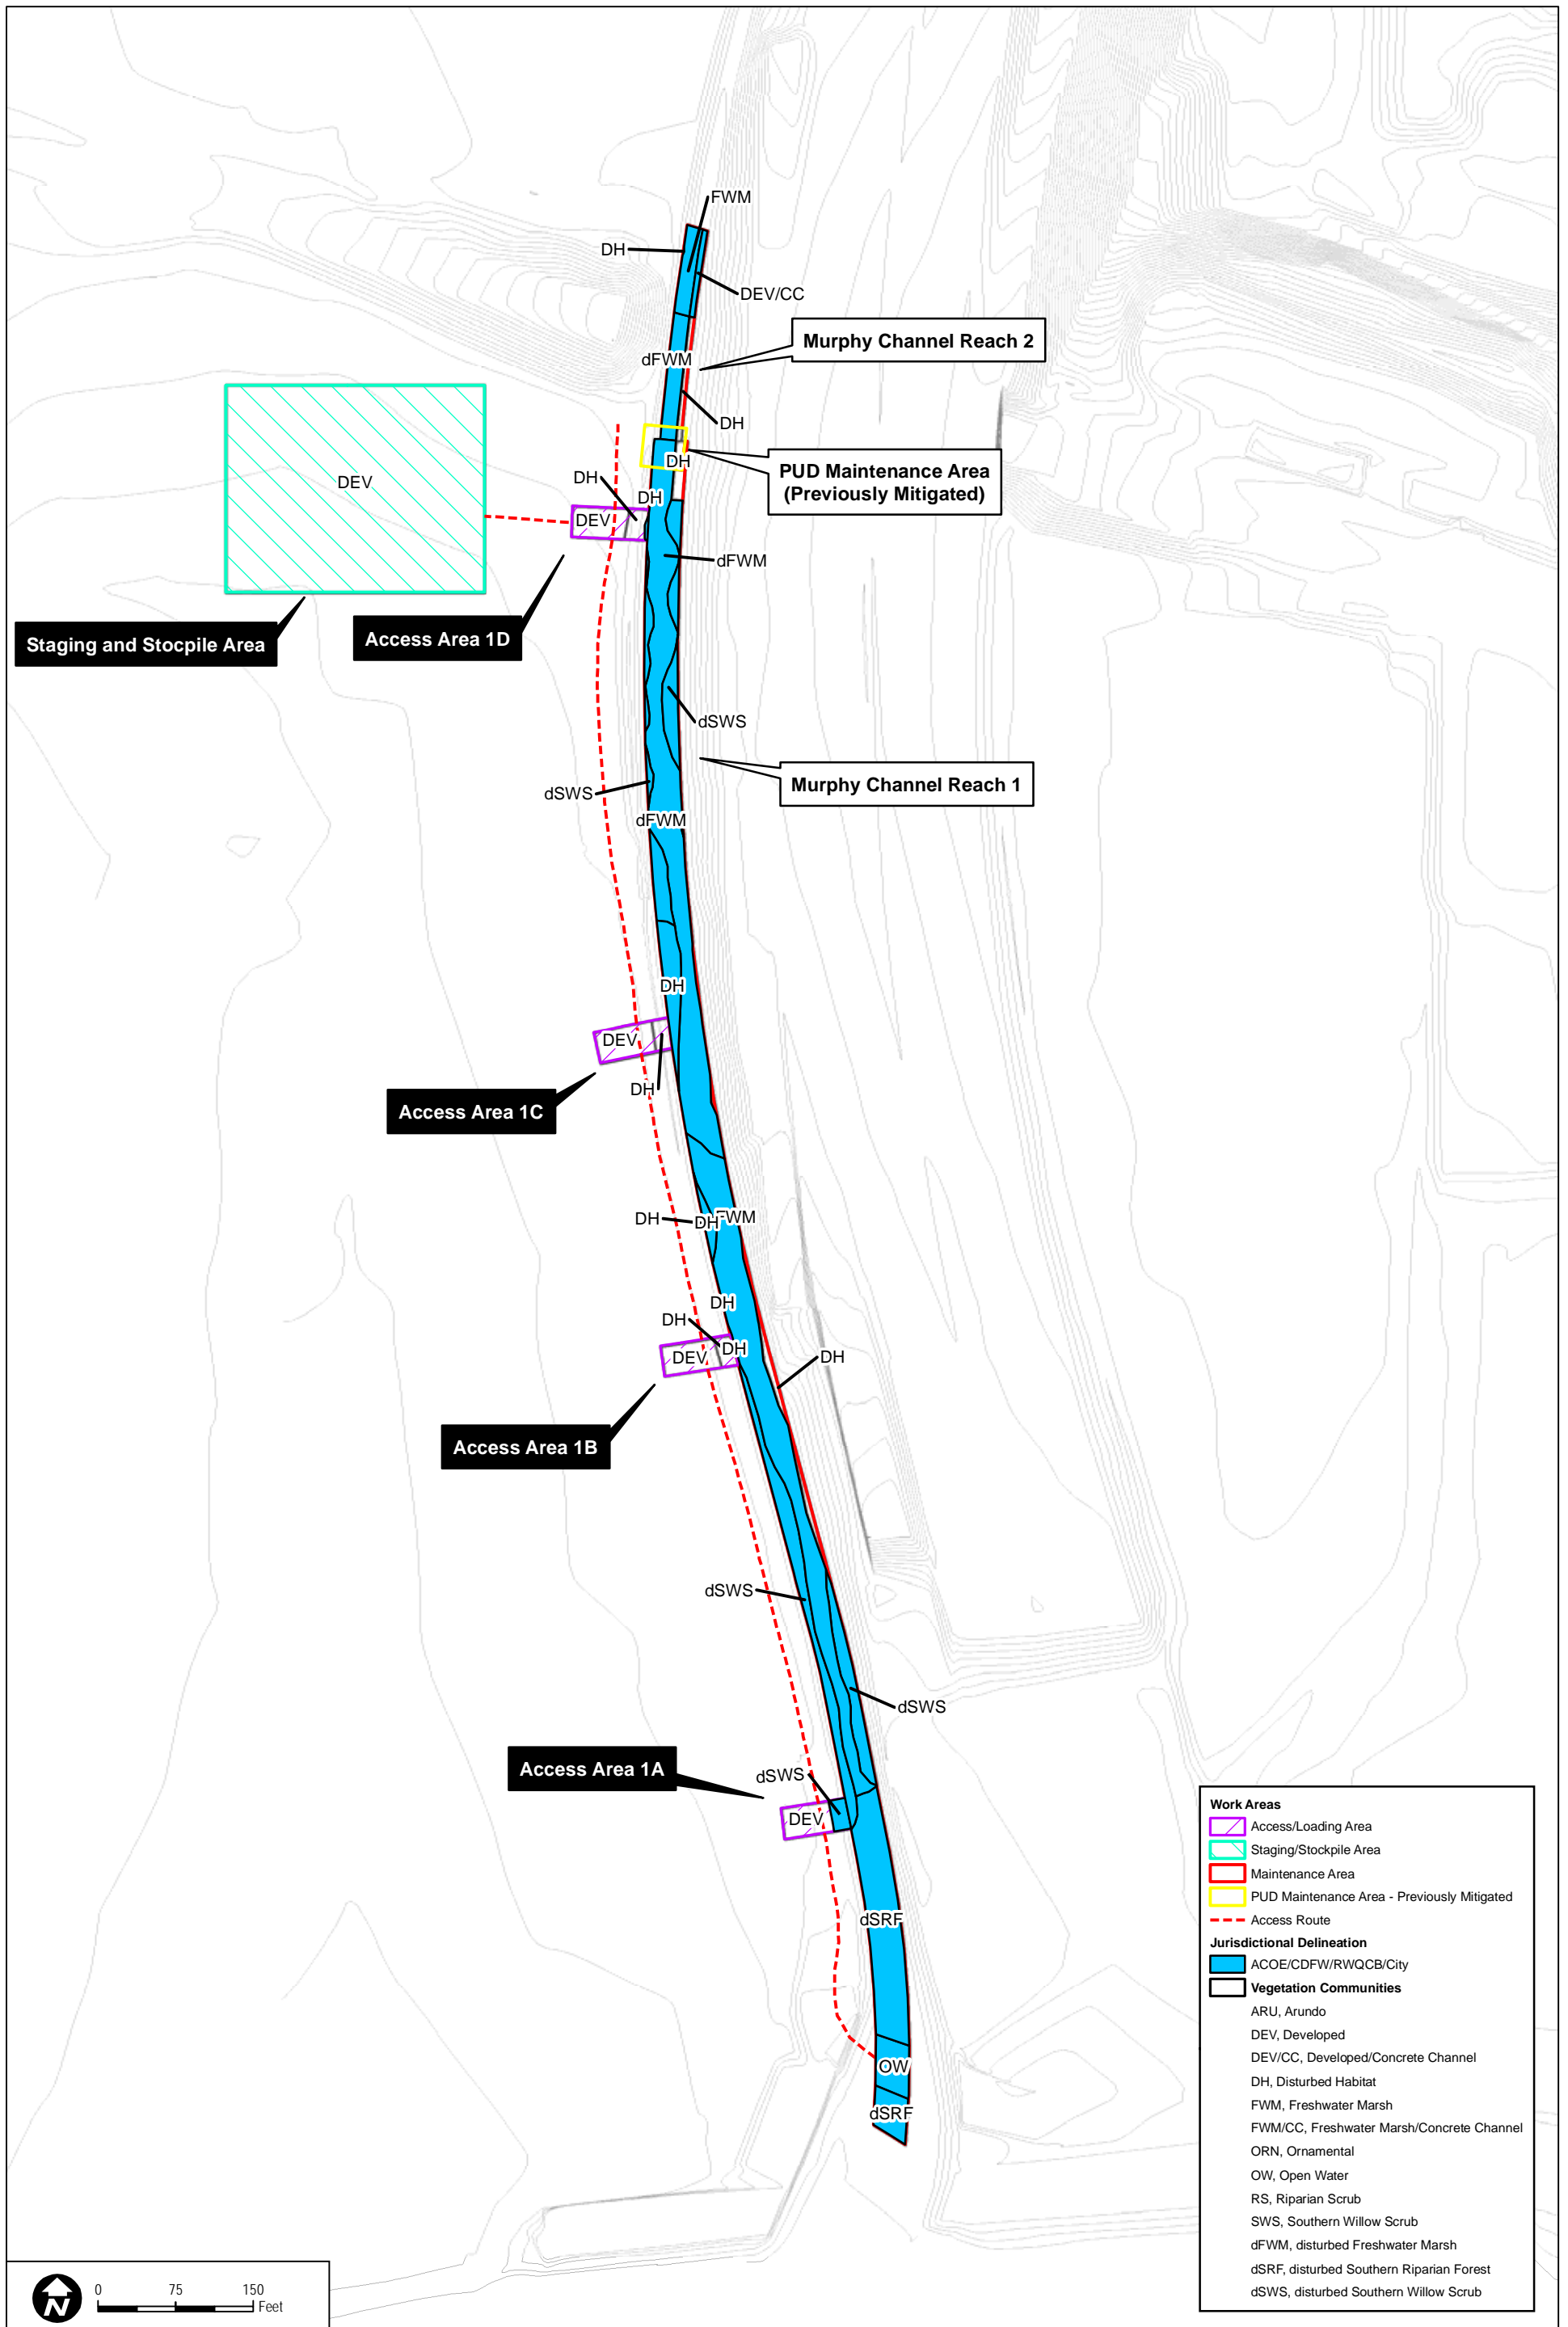 FWM
DH
DEV/CC
Murphy Channel Reach 2
dFWM
DH
PUD Maintenance Area
(Previously Mitigated)
DH
DEV
DH
DH
DEV
dFWM
Staging and Stocpile Area
Access Area 1D
dSWS
Murphy Channel Reach 1
dSWS
dFWM
DH
DEV
DH
Access Area 1C
DH
DH
FWM
DH
DH
DH
DEV
DH
Access Area 1B
dSWS
dSWS
Access Area 1A
dSWS
DEV
dSRF
OW
dSRF
Work Areas
Access/Loading Area
Staging/Stockpile Area
Maintenance Area
PUD Maintenance Area - Previously Mitigated
Access Route
Jurisdictional Delineation
ACOE/CDFW/RWQCB/City
Vegetation Communities
ARU, Arundo
DEV, Developed
DEV/CC, Developed/Concrete Channel
DH, Disturbed Habitat
FWM, Freshwater Marsh
FWM/CC, Freshwater Marsh/Concrete Channel
ORN, Ornamental
OW, Open Water
RS, Riparian Scrub
SWS, Southern Willow Scrub
dFWM, disturbed Freshwater Marsh
dSRF, disturbed Southern Riparian Forest
dSWS, disturbed Southern Willow Scrub
N
0 75 150
Feet